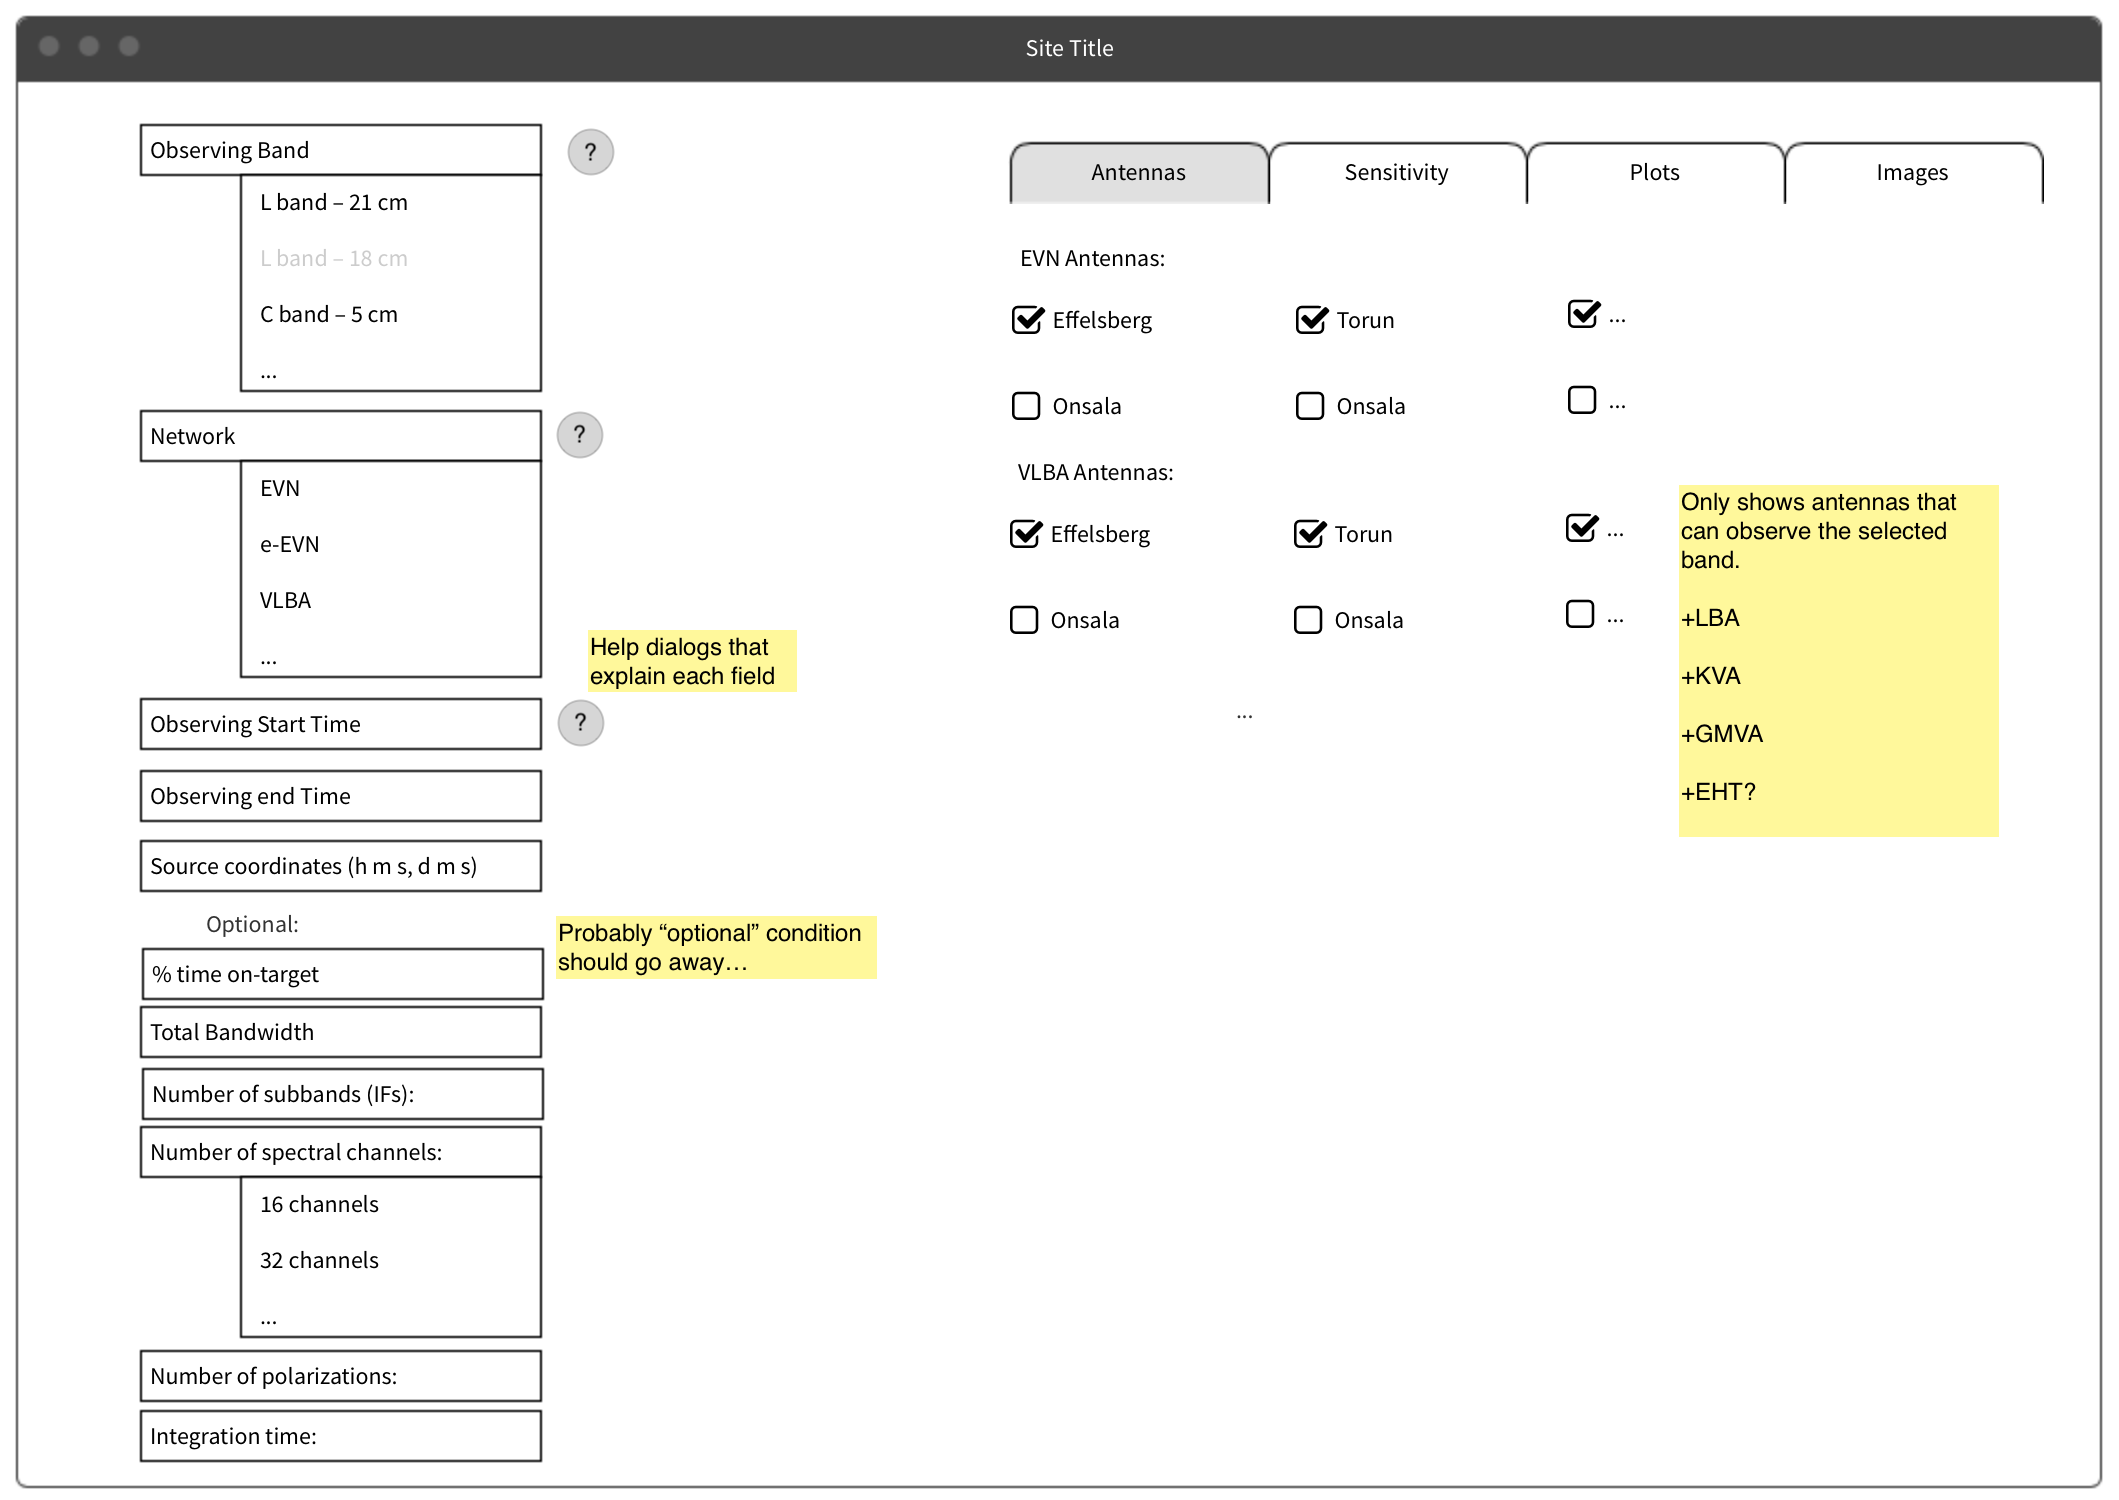 Site Title
Observing Band
?
L band – 21 cm
L band – 18 cm
C band – 5 cm
...
Network
?
EVN
e-EVN
VLBA
...
Help dialogs that
explain each field
Observing Start Time
?
Observing end Time
Source coordinates (h m s, d m s)
Optional:
Probably “optional” condition
should go away…
% time on-target
Total Bandwidth
Number of subbands (IFs):
Number of spectral channels:
16 channels
32 channels
...
Number of polarizations:
Integration time:
Antennas
Sensitivity
Plots
Images
EVN Antennas:
Effelsberg
Torun
...
Onsala
Onsala
...
VLBA Antennas:
Effelsberg
Torun
...
Onsala
Onsala
...
...
Only shows antennas that
can observe the selected
band.
+LBA
+KVA
+GMVA
+EHT?